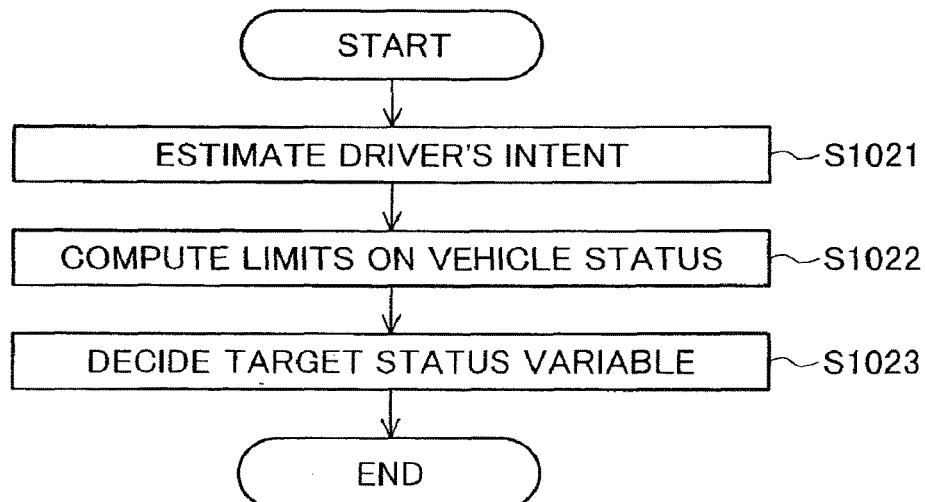 START
ESTIMATE DRIVER'S INTENT S1021
COMPUTE LIMITS ON VEHICLE STATUS S1022
DECIDE TARGET STATUS VARIABLE S1023
END